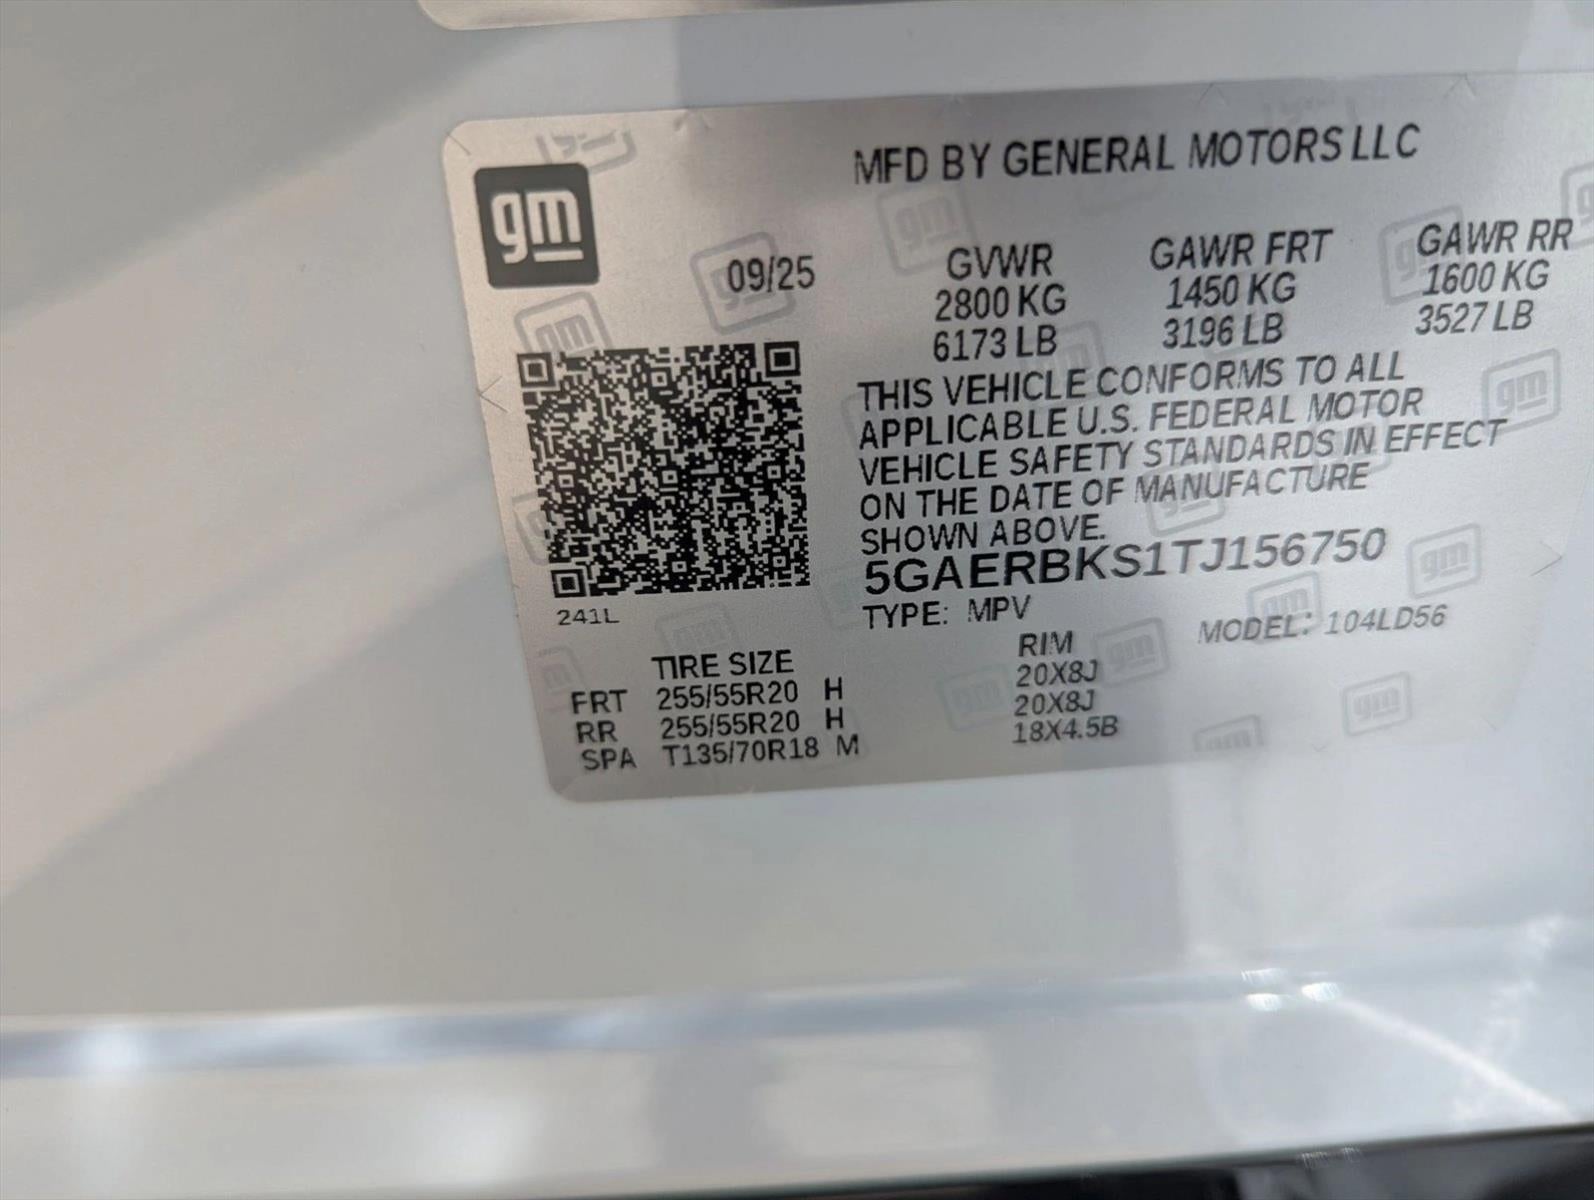 gm
MFD BY GENERAL MOTORS LLC
09/25
GVWR GAWR FRT GAWR RR
2800 KG 1450 KG 1600 KG
6173 LB 3196 LB 3527 LB
THIS VEHICLE CONFORMS TO ALL
APPLICABLE U.S. FEDERAL MOTOR
VEHICLE SAFETY STANDARDS IN EFFECT
ON THE DATE OF MANUFACTURE
SHOWN ABOVE.
5GAERBKS1TJ156750
241L
TYPE: MPV MODEL: 104LD56
TIRE SIZE RIM
FRT 255/55R20 H 20X8J
RR 255/55R20 H 20X8J
SPA T135/70R18 M 18X4.5B